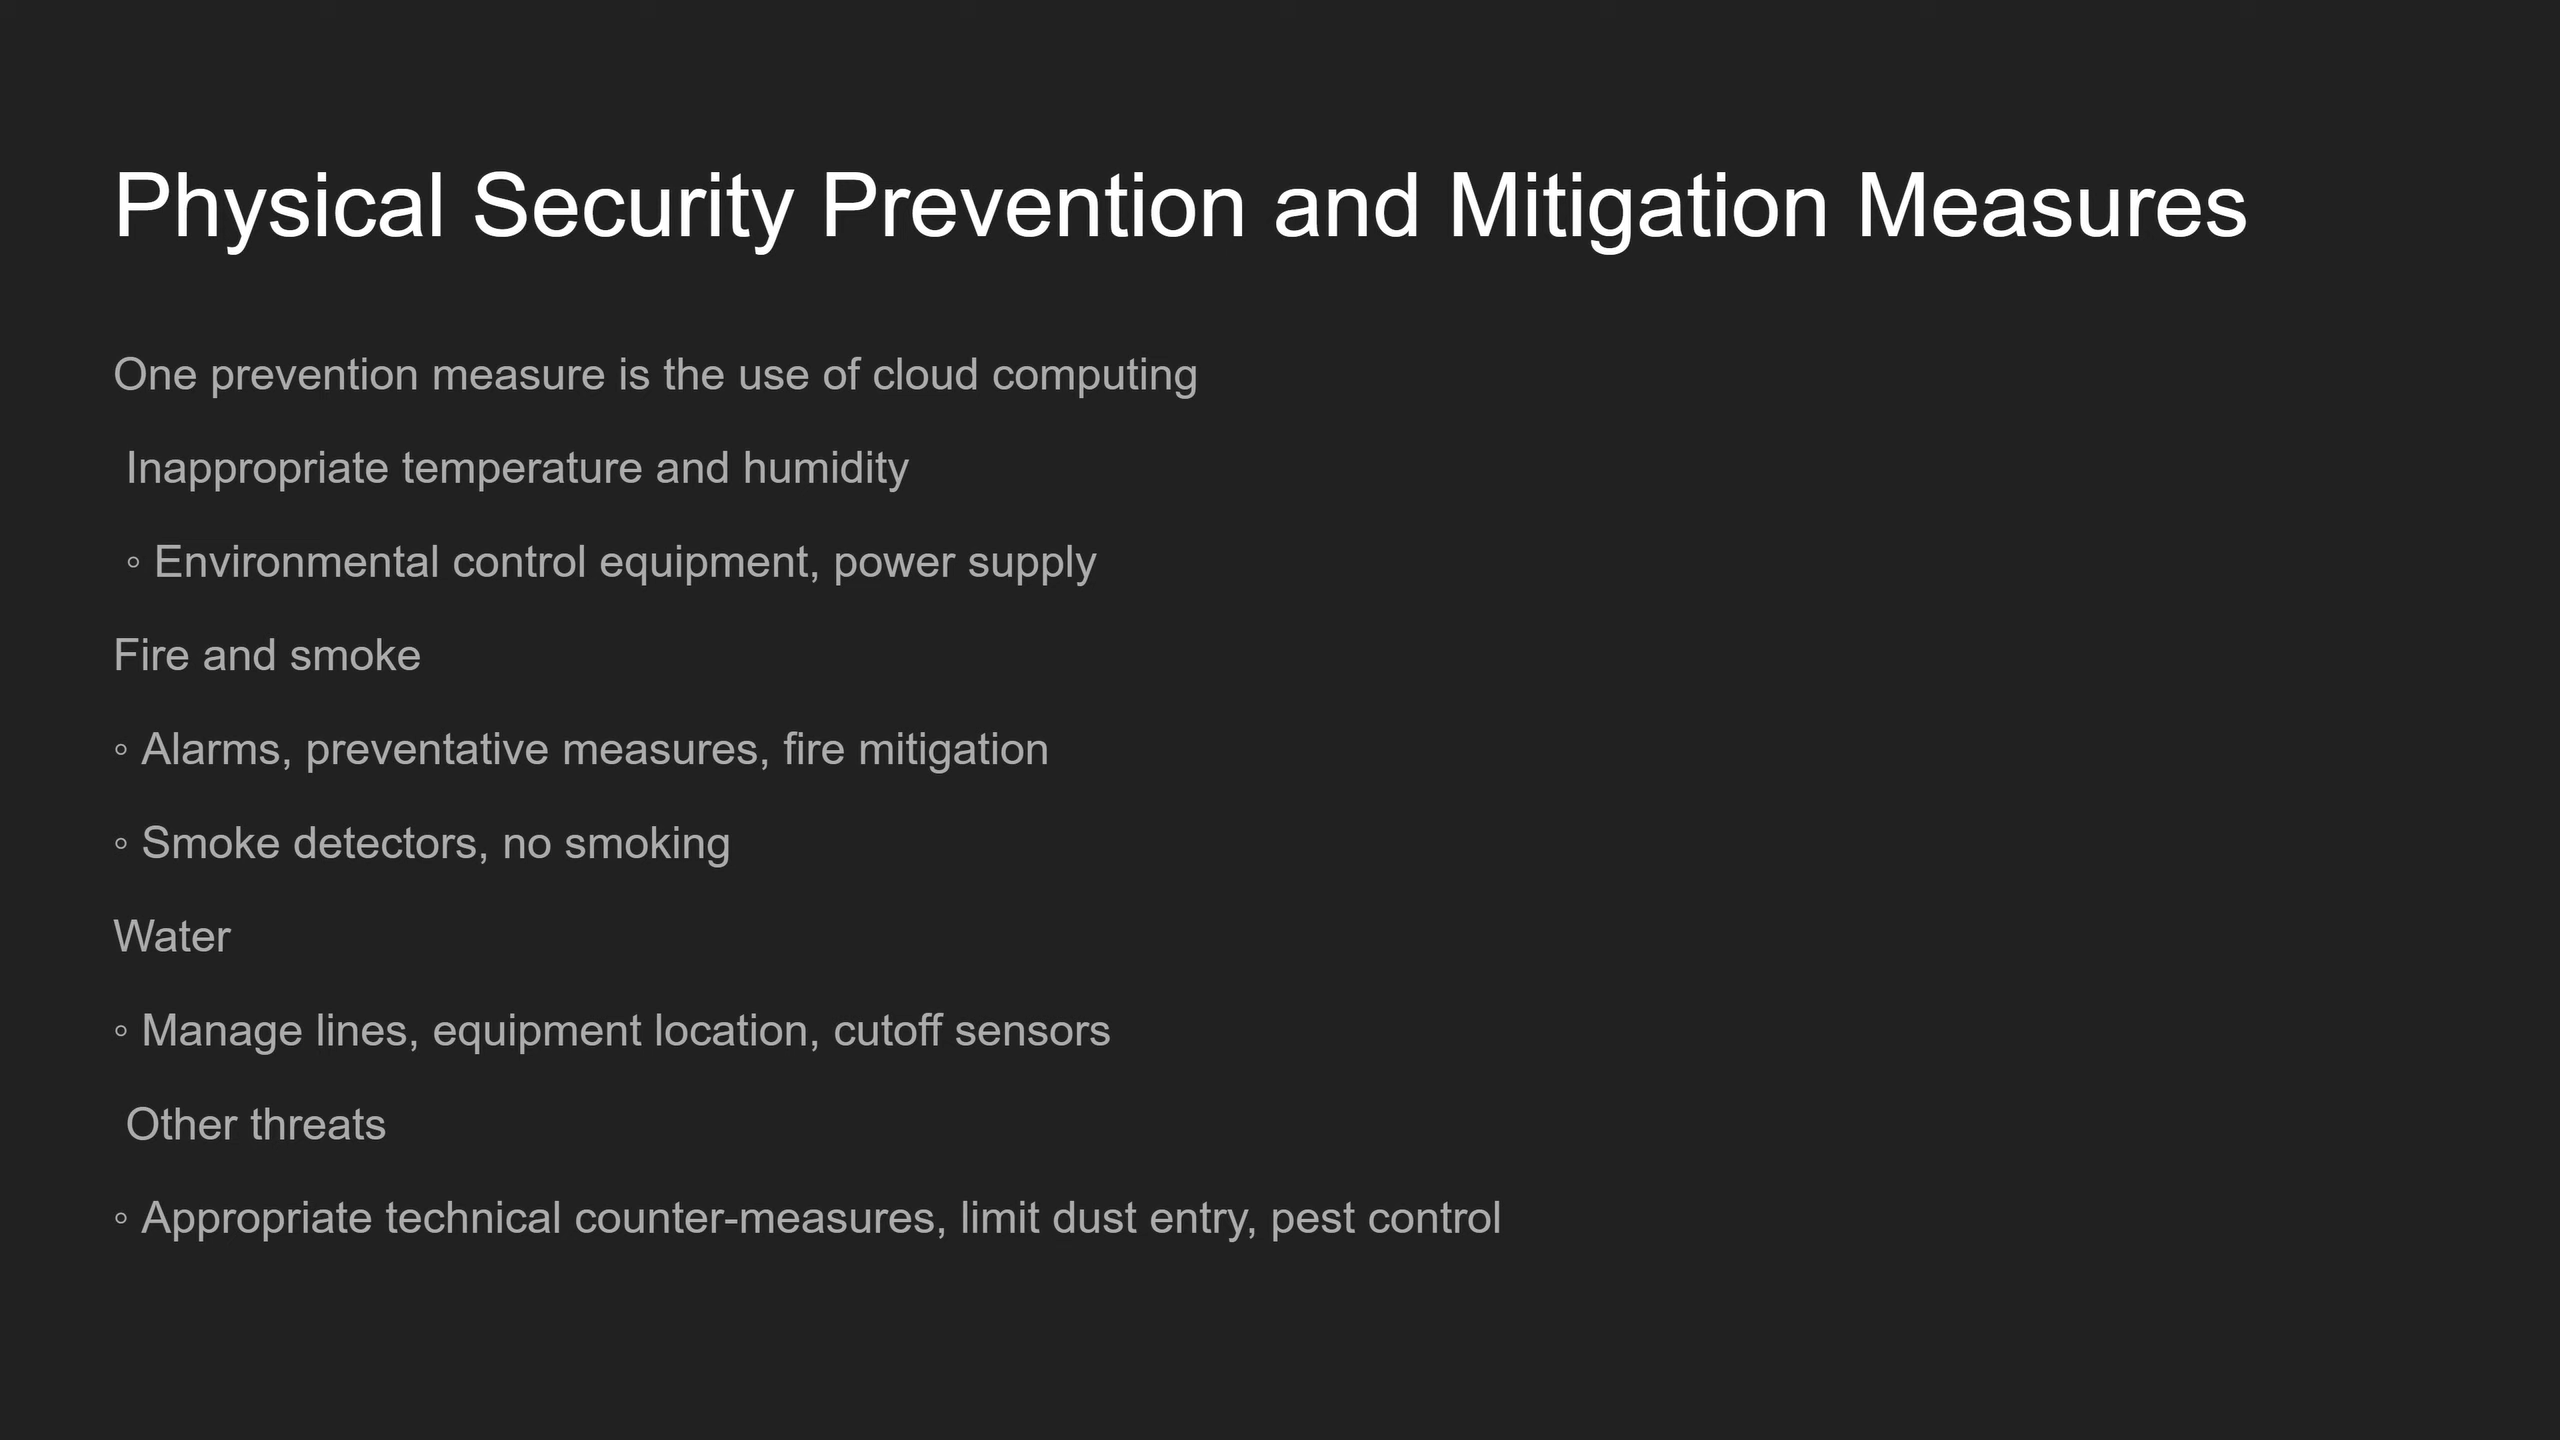 Physical Security Prevention and Mitigation Measures
One prevention measure is the use of cloud computing
Inappropriate temperature and humidity
◦ Environmental control equipment, power supply
Fire and smoke
◦ Alarms, preventative measures, fire mitigation
◦ Smoke detectors, no smoking
Water
◦ Manage lines, equipment location, cutoff sensors
Other threats
◦ Appropriate technical counter-measures, limit dust entry, pest control